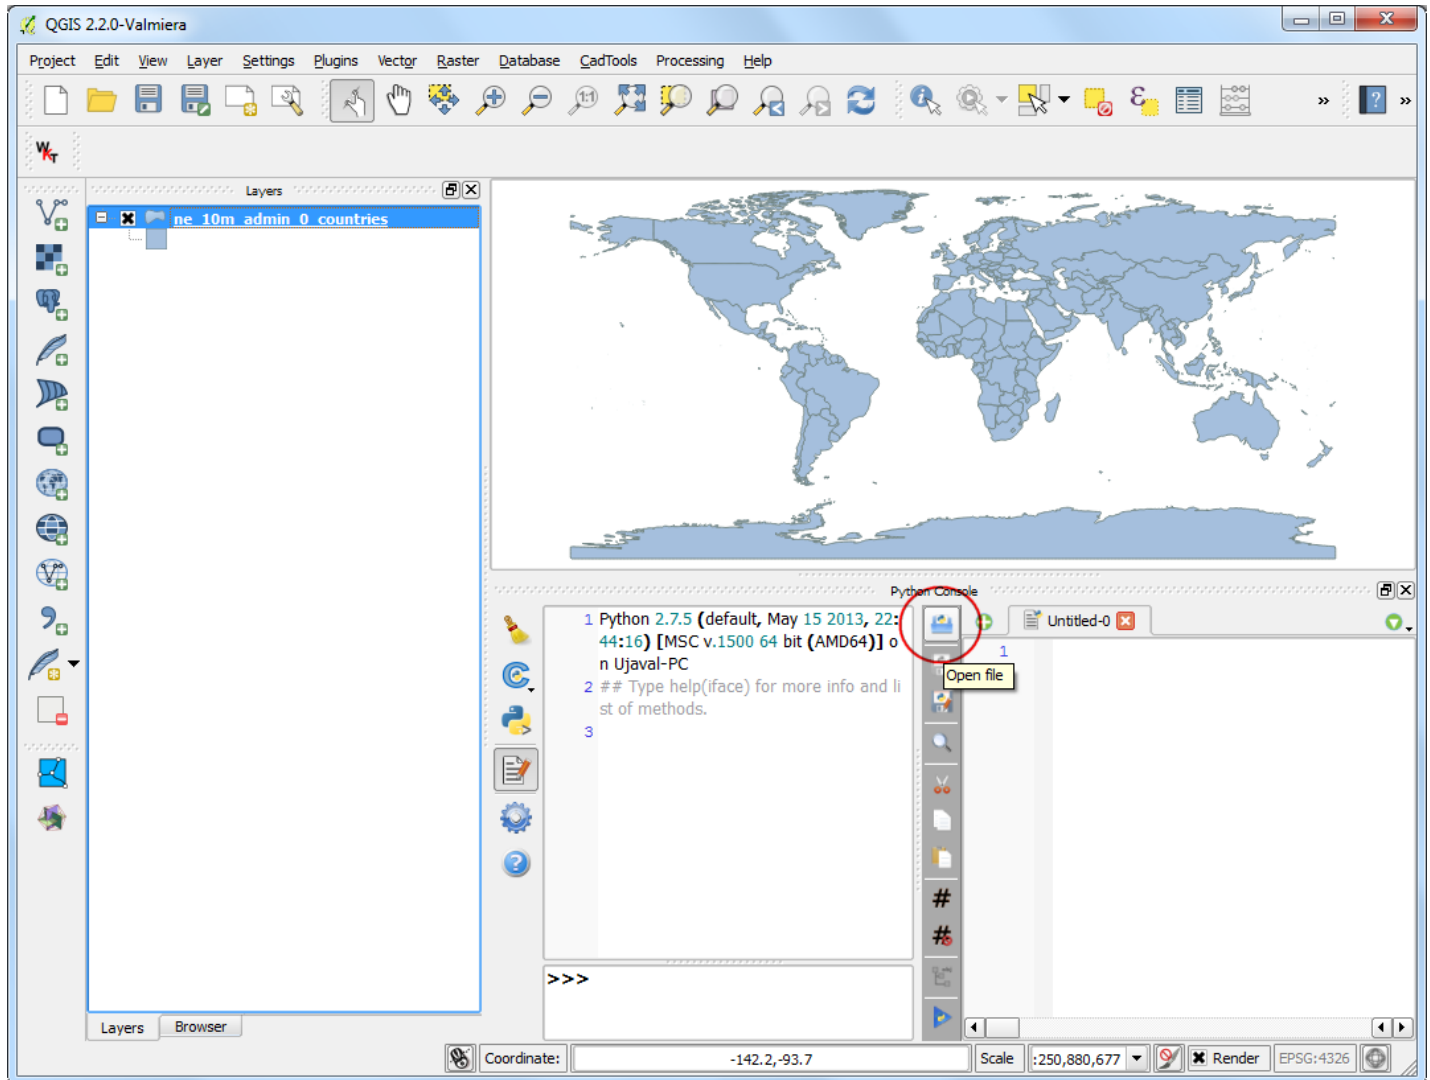 QGIS 2.2.0-Valmiera
Project Edit View Layer Settings Plugins Vector Raster Database CadTools Processing Help
1:1
»
?
»
WKT
Layers
ne_10m_admin_0_countries
Python Console
1 Python 2.7.5 (default, May 15 2013, 22:
44:16) [MSC v.1500 64 bit (AMD64)] o
n Ujaval-PC
2 ## Type help(iface) for more info and li
st of methods.
3
Untitled-0
1
Open file
#
#
>>>
Layers Browser
Coordinate: -142.2,-93.7 Scale :250,880,677 Render EPSG:4326